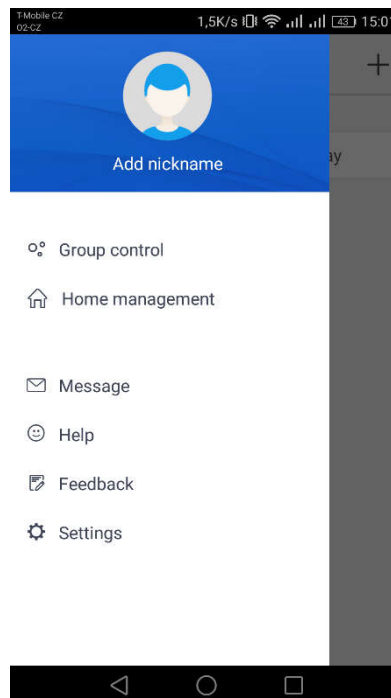 T-Mobile CZ
O2-CZ
1,5K/s 43 15:01
Add nickname
ay
Group control
Home management
Message
Help
Feedback
Settings